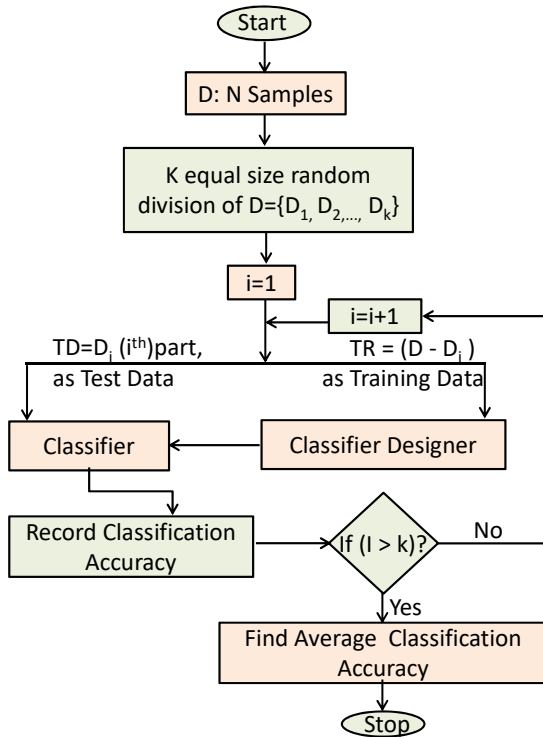 Start
D: N Samples
K equal size random
division of D={D1, D2,..., Dk}
i=1
i=i+1
TD=Di (ith)part,
as Test Data
TR = (D - Di )
as Training Data
Classifier
Classifier Designer
Record Classification
Accuracy
If (I > k)?
No
Yes
Find Average Classification
Accuracy
Stop